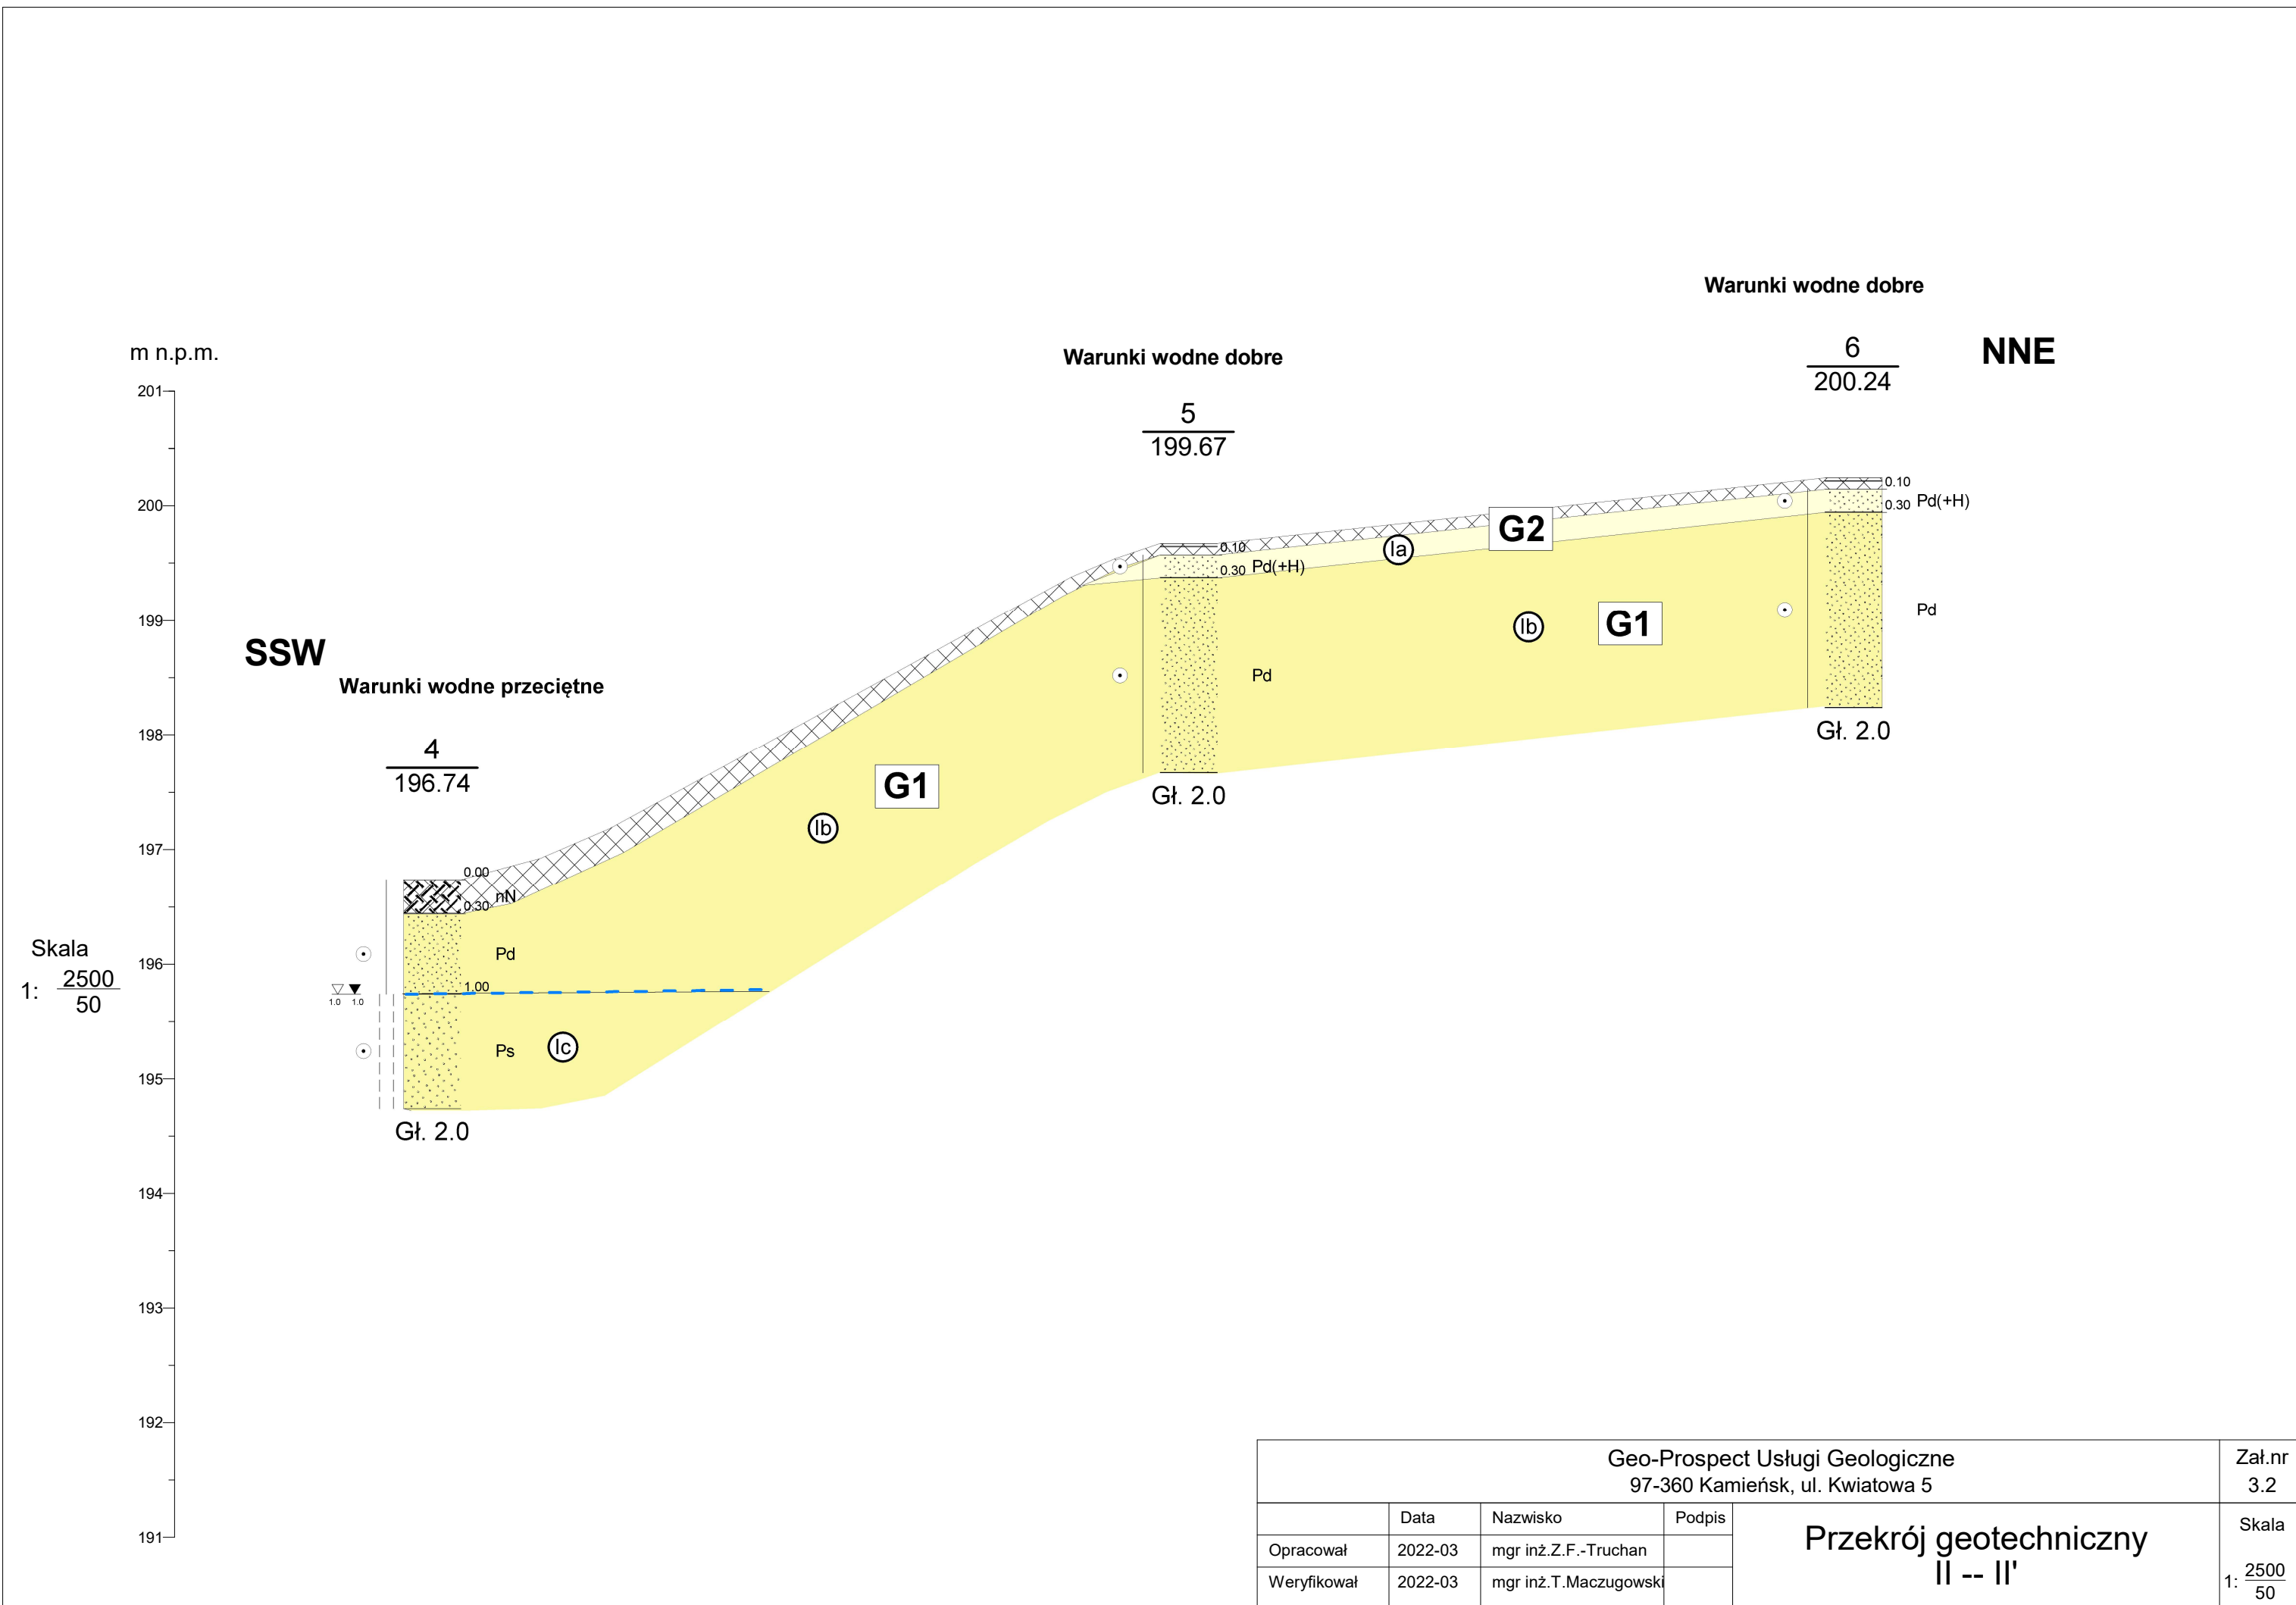 Warunki wodne dobre
6
200.24
NNE
m n.p.m.
Warunki wodne dobre
5
199.67
201
200
199
198
197
196
195
194
193
192
191
0.10
Pd(+H)
0.30
Pd
Gł. 2.0
G2
Ia
0.10
0.30 Pd(+H)
Ib
G1
Pd
Gł. 2.0
SSW
Warunki wodne przeciętne
4
196.74
G1
Ib
0.00
nN
0.30
Pd
1.00
1.0 1.0
Ps
Ic
Gł. 2.0
Skala
1: 2500
50
Geo-Prospect Usługi Geologiczne
97-360 Kamieńsk, ul. Kwiatowa 5
Zał.nr
3.2
Data Nazwisko Podpis
Opracował 2022-03 mgr inż.Z.F.-Truchan
Weryfikował 2022-03 mgr inż.T.Maczugowski
Przekrój geotechniczny
II -- II'
Skala
1: 2500
50